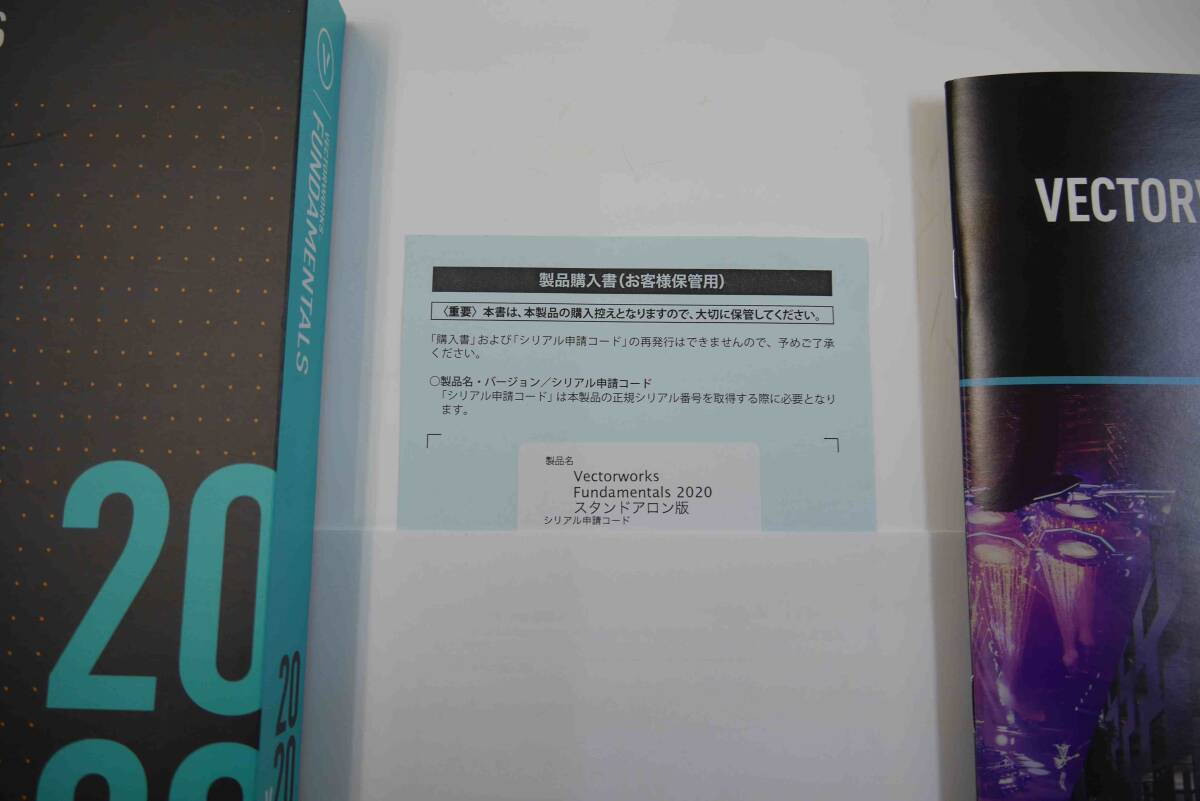 S
VECTORWORKS
FUNDAMENTALS
20
20
20
20
製品購入書(お客様保管用)
〈重要〉本書は、本製品の購入控えとなりますので、大切に保管してください。
「購入書」および「シリアル申請コード」の再発行はできませんので、予めご了承
ください。
○製品名・バージョン／シリアル申請コード
「シリアル申請コード」は本製品の正規シリアル番号を取得する際に必要となり
ます。
製品名
Vectorworks
Fundamentals 2020
スタンドアロン版
シリアル申請コード
VECTORW